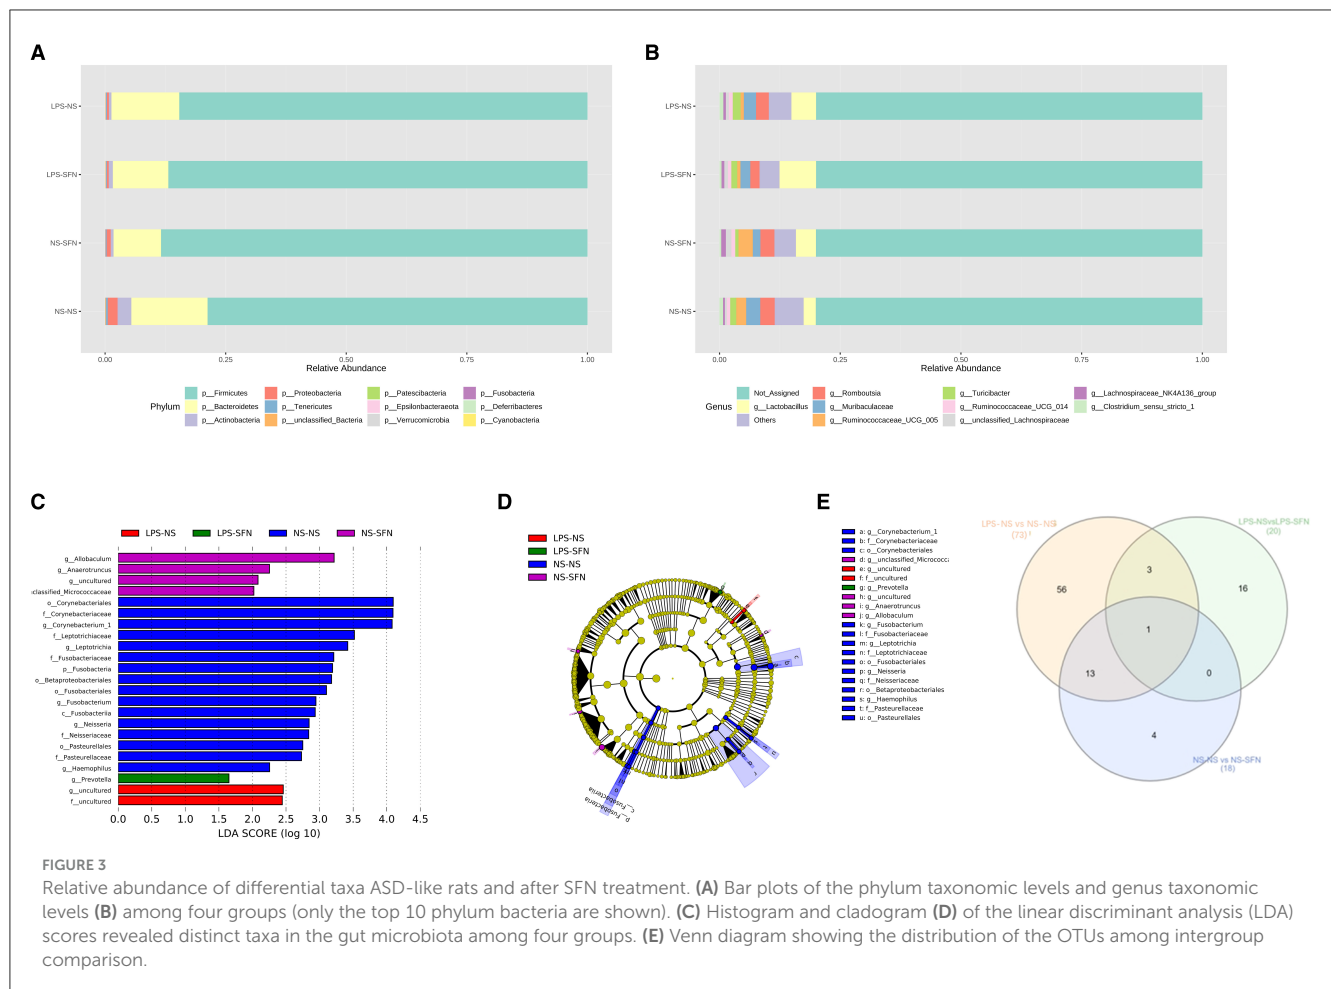 A
LPS-NS
LPS-SFN
NS-SFN
NS-NS
0.00 0.25 0.50 0.75 1.00
Relative Abundance
Phylum
p__Firmicutes p__Proteobacteria p__Patescibacteria p__Fusobacteria
p__Bacteroidetes p__Tenericutes p__Epsilonbacteraeota p__Deferribacteres
p__Actinobacteria p__unclassified_Bacteria p__Verrucomicrobia p__Cyanobacteria
B
LPS-NS
LPS-SFN
NS-SFN
NS-NS
0.00 0.25 0.50 0.75 1.00
Relative Abundance
Genus
Not_Assigned g__Romboutsia g__Turicibacter g__Lachnospiraceae_NK4A136_group
g__Lactobacillus g__Muribaculaceae g__Ruminococcaceae_UCG_014 g__Clostridium_sensu_stricto_1
Others g__Ruminococcaceae_UCG_005 g__unclassified_Lachnospiraceae
C
LPS-NS LPS-SFN NS-NS NS-SFN
g__Allobaculum
g__Anaerotruncus
g__uncultured
classified_Micrococcaceae
o__Corynebacteriales
f__Corynebacteriaceae
g__Corynebacterium_1
f__Leptotrichiaceae
g__Leptotrichia
f__Fusobacteriaceae
p__Fusobacteria
o__Betaproteobacteriales
o__Fusobacteriales
g__Fusobacterium
c__Fusobacteriia
g__Neisseria
f__Neisseriaceae
o__Pasteurellales
f__Pasteurellaceae
g__Haemophilus
g__Prevotella
g__uncultured
f__uncultured
0.0 0.5 1.0 1.5 2.0 2.5 3.0 3.5 4.0 4.5
LDA SCORE (log 10)
D
LPS-NS
LPS-SFN
NS-NS
NS-SFN
c__Fusobacteriia
p__Fusobacteria
a: g__Corynebacterium_1
b: f__Corynebacteriaceae
c: o__Corynebacteriales
d: g__unclassified_Micrococc
e: g__uncultured
f: f__uncultured
g: g__Prevotella
h: g__uncultured
i: g__Anaerotruncus
j: g__Allobaculum
k: g__Fusobacterium
l: f__Fusobacteriaceae
m: g__Leptotrichia
n: f__Leptotrichiaceae
o: o__Fusobacteriales
p: g__Neisseria
q: f__Neisseriaceae
r: o__Betaproteobacteriales
s: g__Haemophilus
t: f__Pasteurellaceae
u: o__Pasteurellales
E
LPS-NS vs NS-NS
(73)
LPS-NSvsLPS-SFN
(20)
56
3
16
1
13
0
4
NS-NS vs NS-SFN
(18)
FIGURE 3
Relative abundance of differential taxa ASD-like rats and after SFN treatment. (A) Bar plots of the phylum taxonomic levels and genus taxonomic
levels (B) among four groups (only the top 10 phylum bacteria are shown). (C) Histogram and cladogram (D) of the linear discriminant analysis (LDA)
scores revealed distinct taxa in the gut microbiota among four groups. (E) Venn diagram showing the distribution of the OTUs among intergroup
comparison.